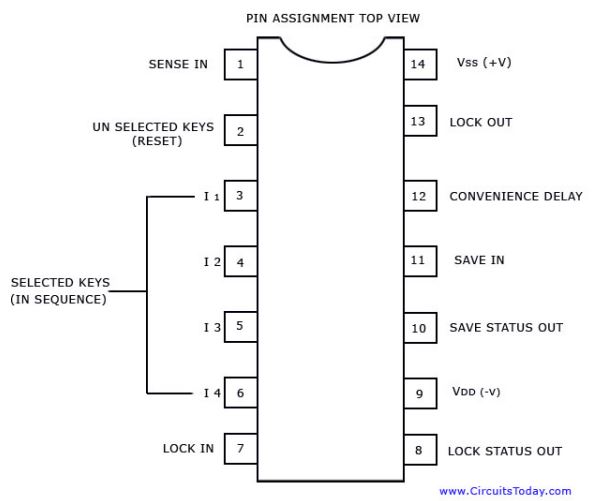 PIN ASSIGNMENT TOP VIEW
SENSE IN 1
14 Vss (+V)
UN SELECTED KEYS
(RESET)
2
13 LOCK OUT
I 1 3
12 CONVENIENCE DELAY
I 2 4
11 SAVE IN
SELECTED KEYS
(IN SEQUENCE)
I 3 5
10 SAVE STATUS OUT
I 4 6
9 VDD (-V)
LOCK IN 7
8 LOCK STATUS OUT
www.CircuitsToday.com